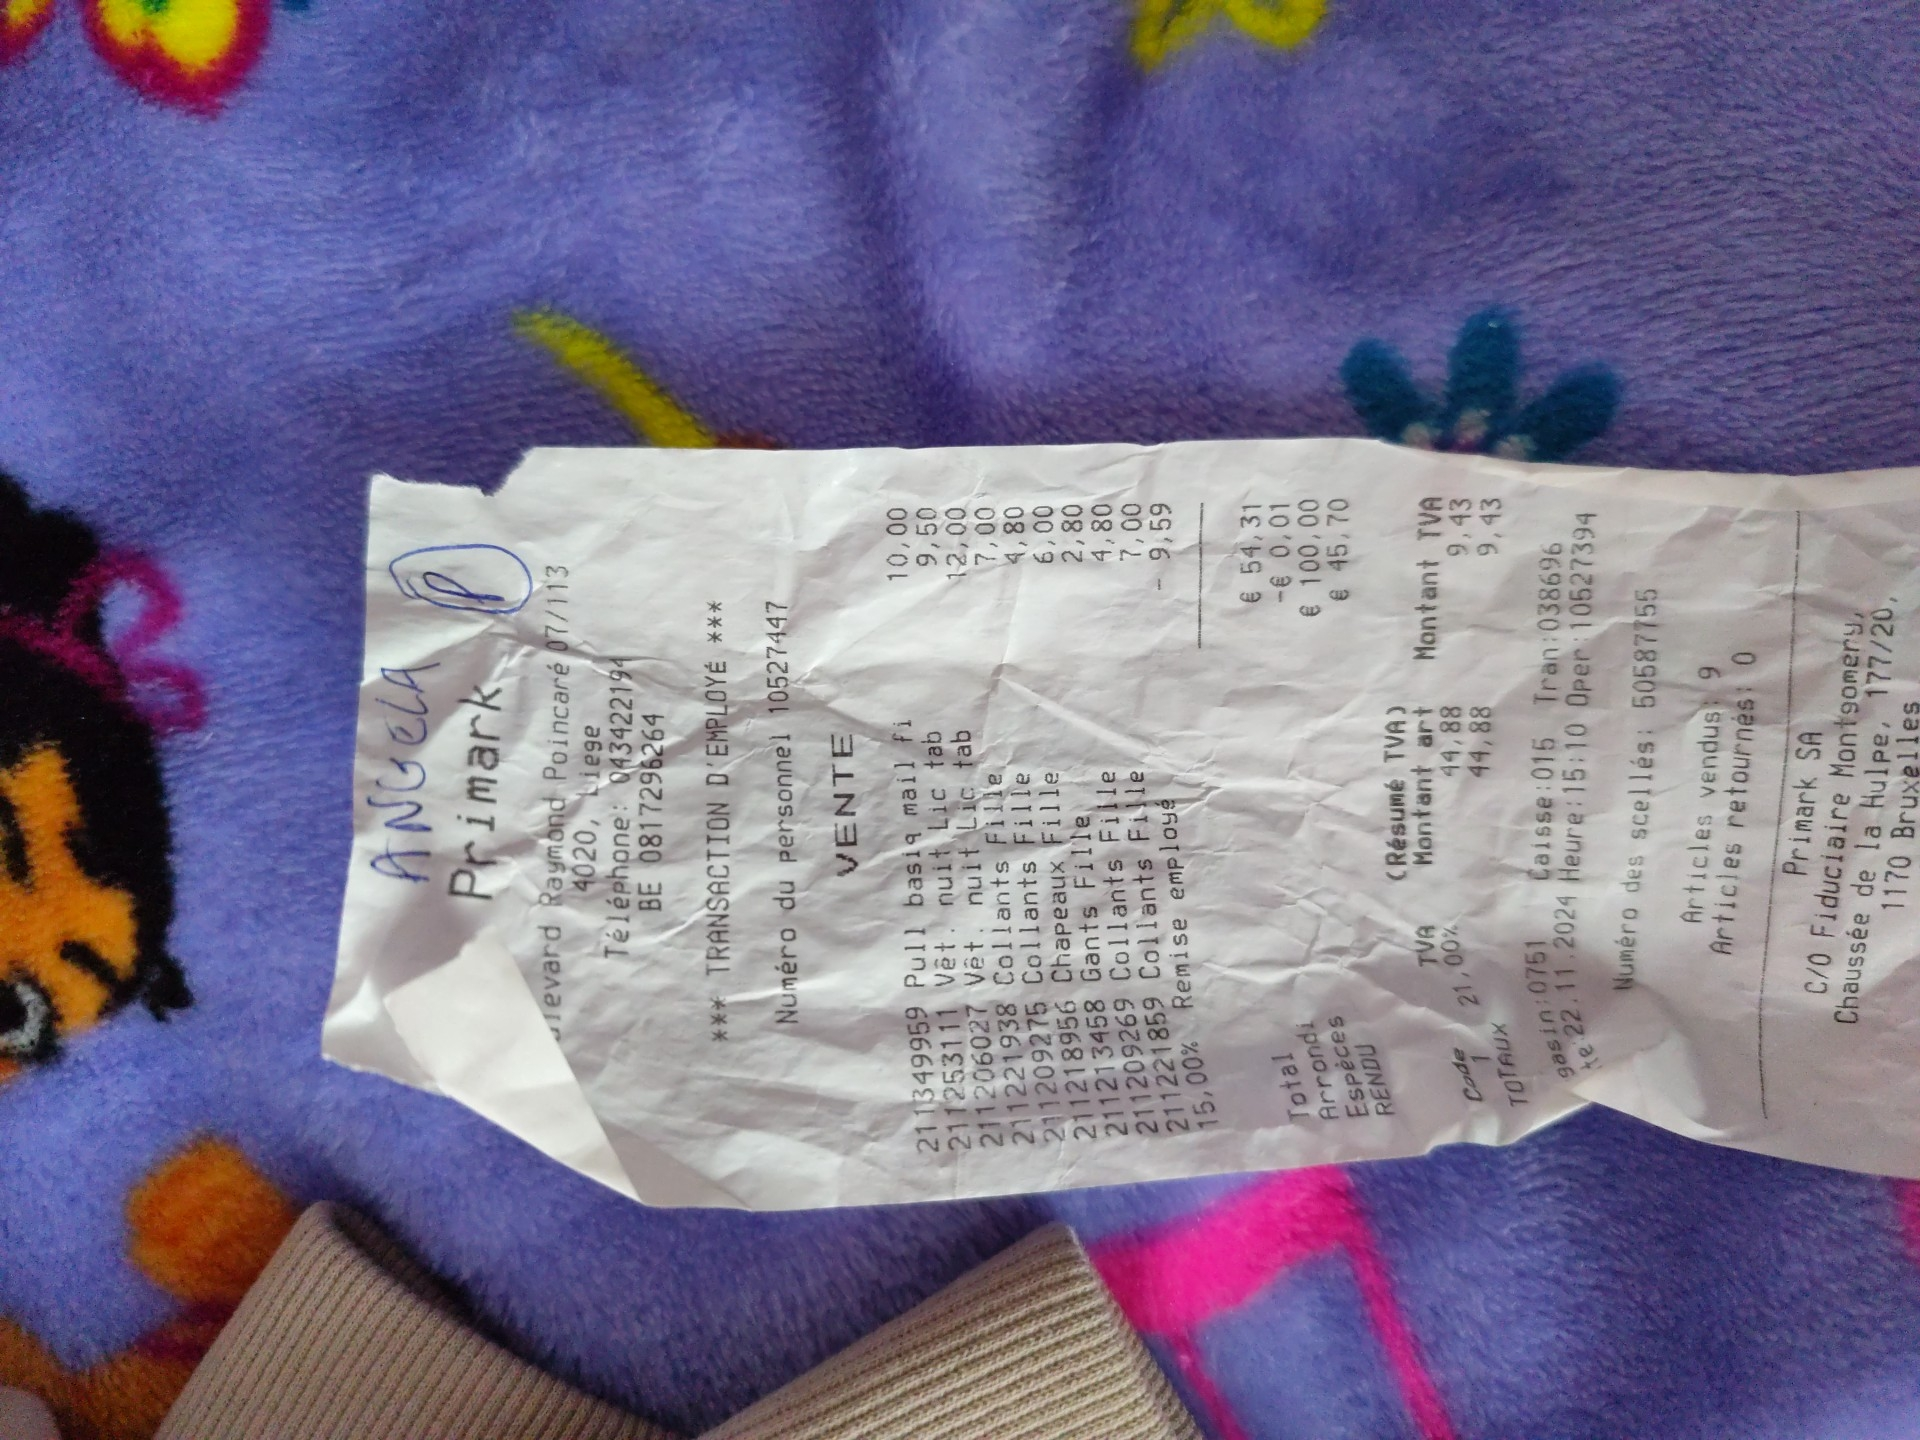 ANGELA
P
Primark
levard Raymond Poincaré 07/113
4020, Liege
Téléphone: 043422194
BE 0817296264
*** TRANSACTION D'EMPLOYÉ ***
Numéro du personnel 10527447
VENTE
211349959 Pull basiq mail fi 10,00
211253111 Vêt. nuit Lic tab 9,50
211206027 Vêt. nuit Lic tab 12,00
211221938 Collants Fille 7,00
211209275 Collants Fille 4,80
211218956 Chapeaux Fille 6,00
211213458 Gants Fille 2,80
211209269 Collants Fille 4,80
211221859 Collants Fille 7,00
15,00% Remise employé - 9,59
Total € 54,31
Arrondi -€ 0,01
Espèces € 100,00
RENDU € 45,70
(Résumé TVA)
Code TVA Montant art Montant TVA
1 21,00% 44,88 9,43
TOTAUX 44,88 9,43
gasin:0751 Caisse:015 Tran:038696
te:22.11.2024 Heure:15:10 Oper:10527394
Numéro des scellés: 50587755
Articles vendus: 9
Articles retournés: 0
Primark SA
C/O Fiduciaire Montgomery,
Chaussée de la Hulpe, 177/20,
1170 Bruxelles